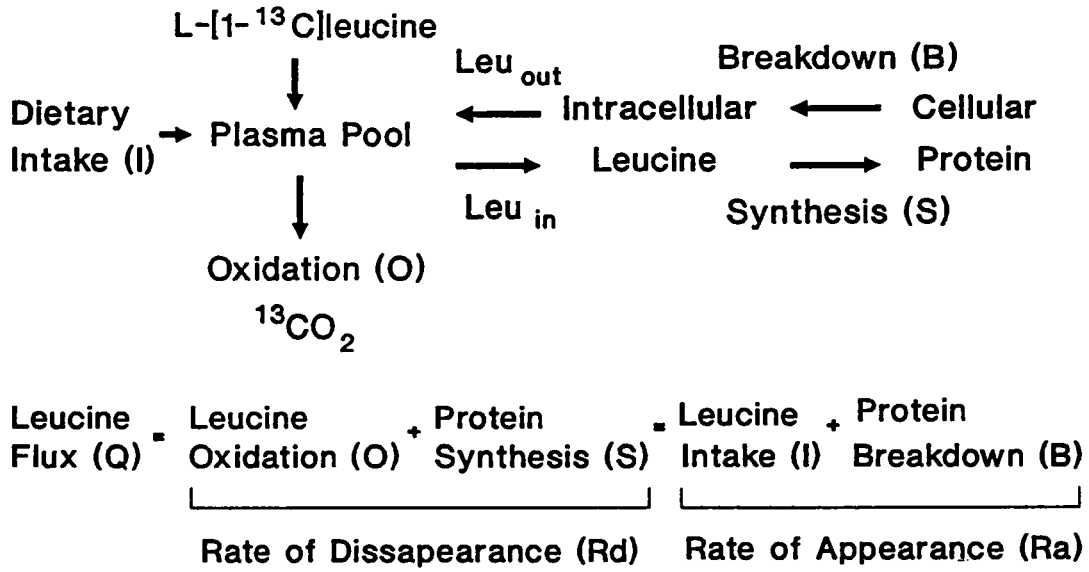 L-[1-¹³C]leucine
Leu out
Breakdown (B)
Dietary
Intake (I)
Plasma Pool
Intracellular
Leucine
Cellular
Protein
Leu in
Synthesis (S)
Oxidation (O)
¹³CO₂
Leucine
Flux (Q)
=
Leucine
Oxidation (O)
+
Protein
Synthesis (S)
=
Leucine
Intake (I)
+
Protein
Breakdown (B)
Rate of Dissapearance (Rd)
Rate of Appearance (Ra)